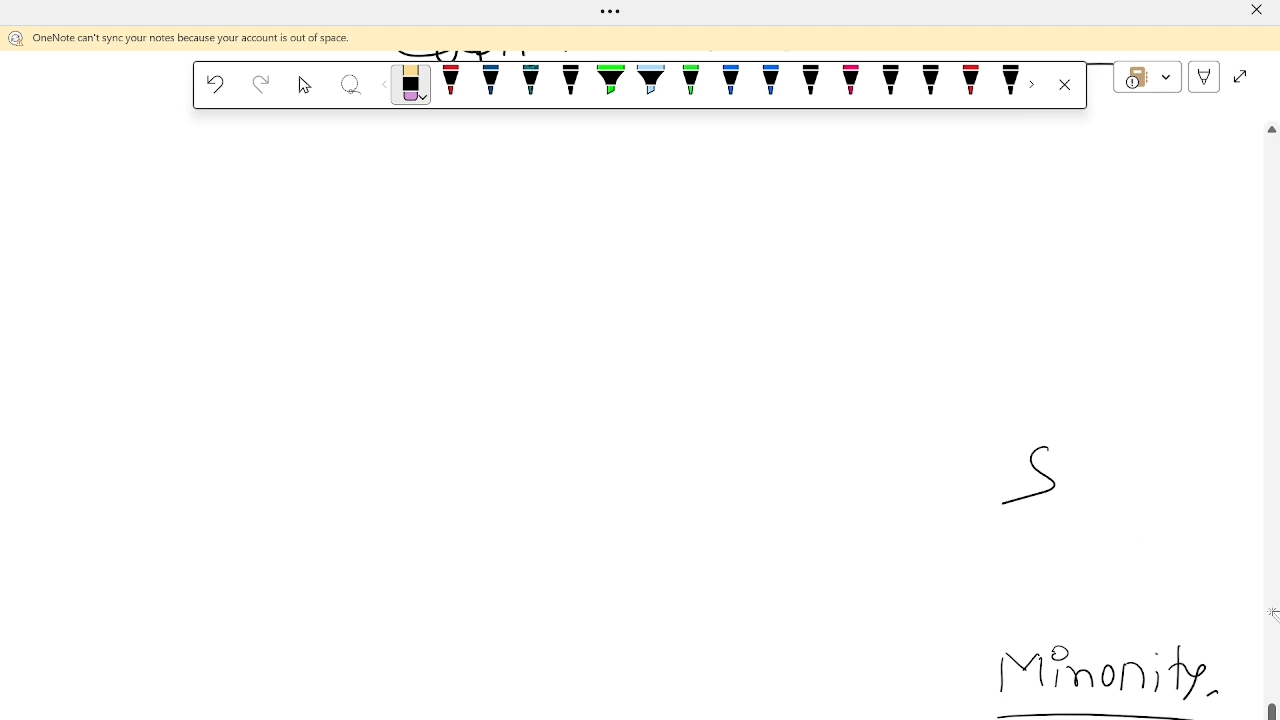 OneNote can't sync your notes because your account is out of space.
S
Minority